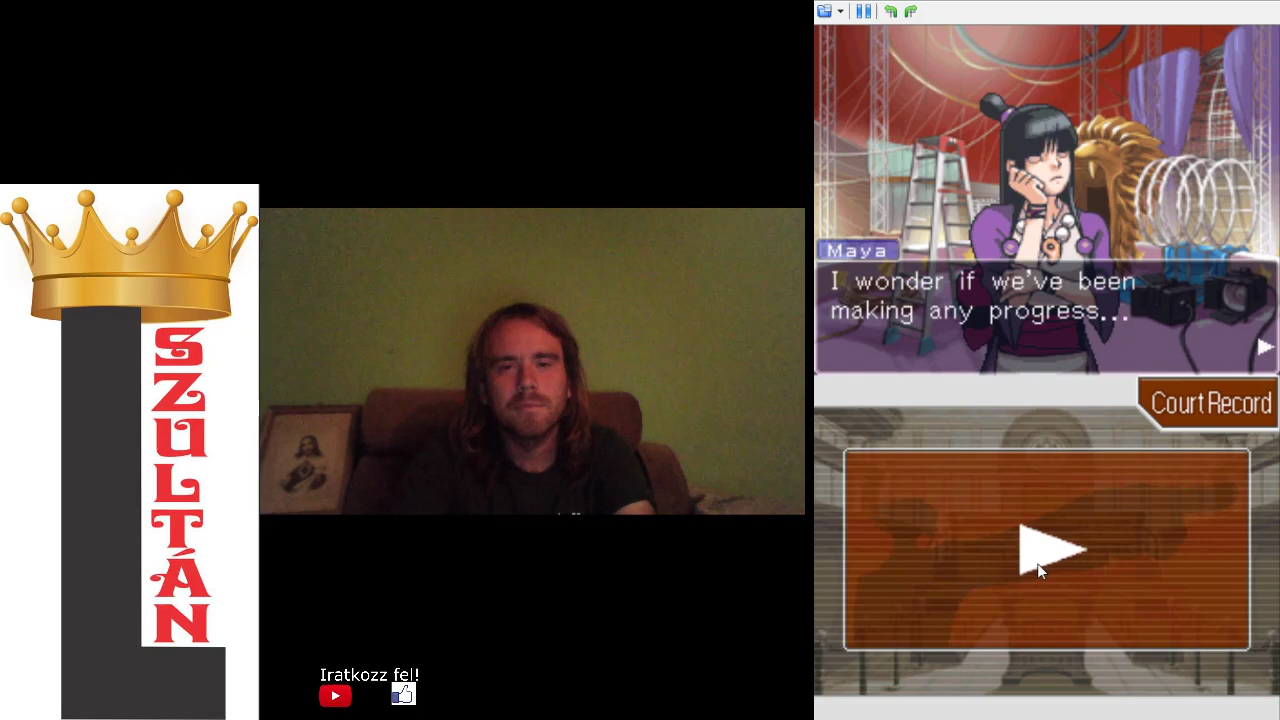 SZULTÁN
Iratkozz fel!
Maya
I wonder if we've been
making any progress...
Court Record